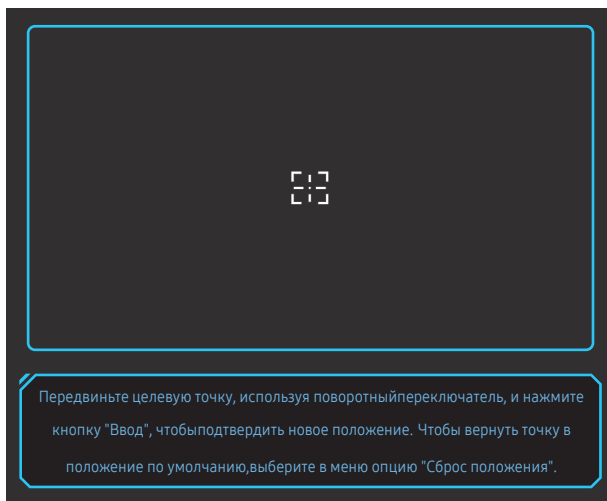 Передвиньте целевую точку, используя поворотныйпереключатель, и нажмите
кнопку "Ввод", чтобыподтвердить новое положение. Чтобы вернуть точку в
положение по умолчанию,выберите в меню опцию "Сброс положения".